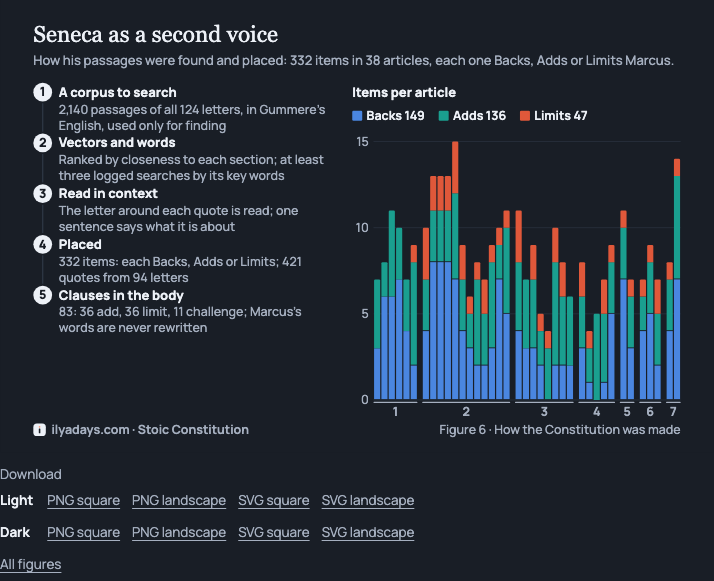 Seneca as a second voice
How his passages were found and placed: 332 items in 38 articles, each one Backs, Adds or Limits Marcus.
1 A corpus to search
2,140 passages of all 124 letters, in Gummere's
English, used only for finding
2 Vectors and words
Ranked by closeness to each section; at least
three logged searches by its key words
3 Read in context
The letter around each quote is read; one
sentence says what it is about
4 Placed
332 items: each Backs, Adds or Limits; 421
quotes from 94 letters
5 Clauses in the body
83: 36 add, 36 limit, 11 challenge; Marcus's
words are never rewritten
Items per article
Backs 149 Adds 136 Limits 47
15
10
5
0
1 2 3 4 5 6 7
ilyadays.com · Stoic Constitution
Figure 6 · How the Constitution was made
Download
Light PNG square PNG landscape SVG square SVG landscape
Dark PNG square PNG landscape SVG square SVG landscape
All figures